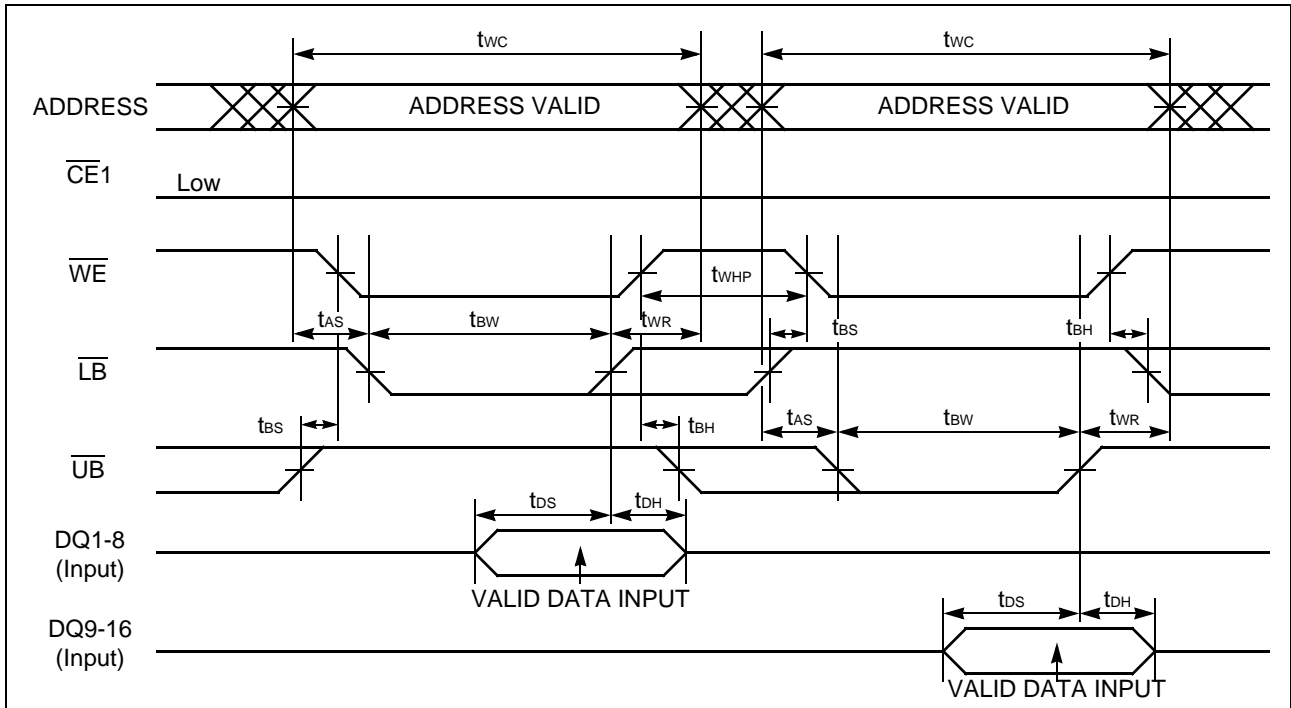 tWC tWC
ADDRESS ADDRESS VALID ADDRESS VALID
CE1 Low
WE
tWHP
tAS tBW tWR tBS tBH
LB
tBS tBH tAS tBW tWR
UB
tDS tDH
DQ1-8
(Input)
VALID DATA INPUT
tDS tDH
DQ9-16
(Input)
VALID DATA INPUT